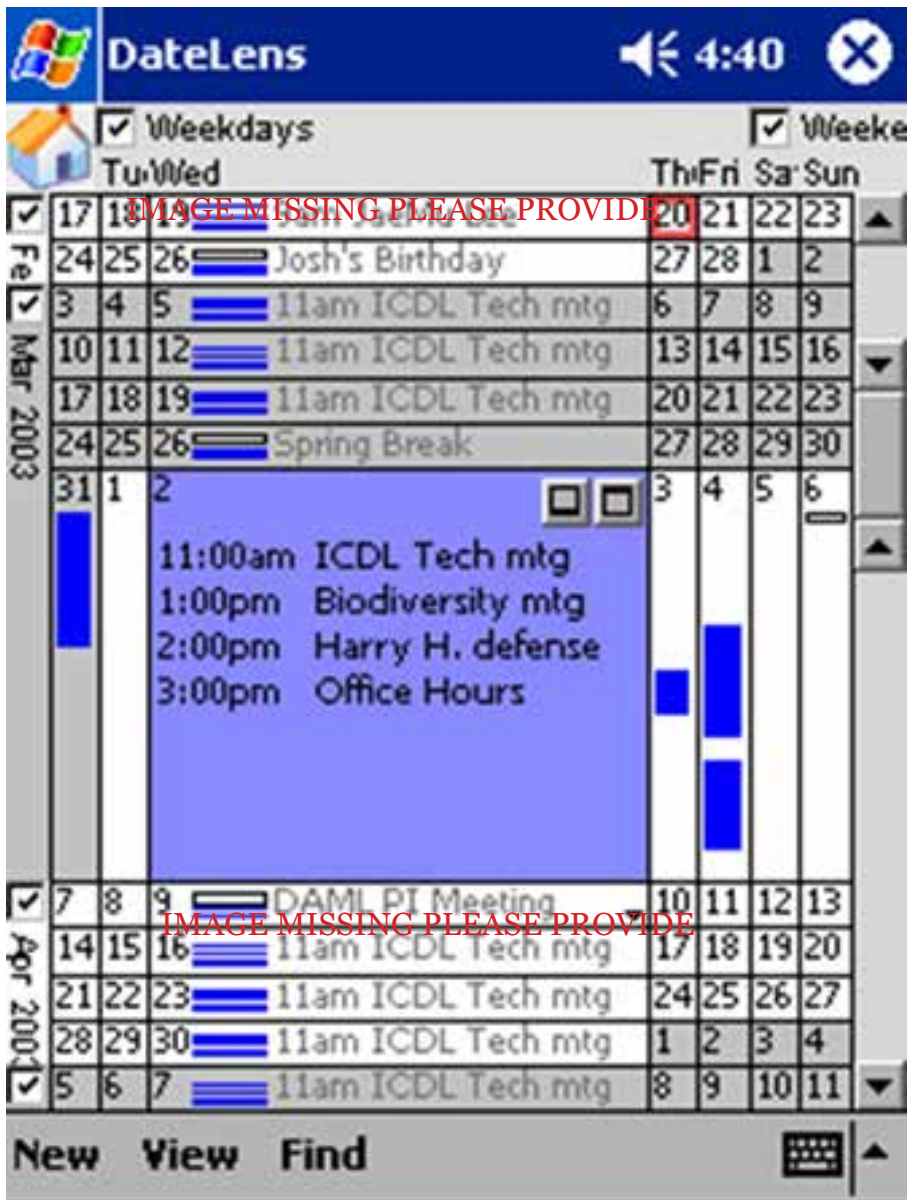 DateLens 4:40
Weekdays Weeke
Tu Wed Th Fri Sa Sun
17 18 19 20 21 22 23
IMAGE MISSING PLEASE PROVIDE
Fe
24 25 26 Josh's Birthday 27 28 1 2
3 4 5 11am ICDL Tech mtg 6 7 8 9
Mar 2003
10 11 12 11am ICDL Tech mtg 13 14 15 16
17 18 19 11am ICDL Tech mtg 20 21 22 23
24 25 26 Spring Break 27 28 29 30
31 1 2 3 4 5 6
11:00am ICDL Tech mtg
1:00pm Biodiversity mtg
2:00pm Harry H. defense
3:00pm Office Hours
7 8 9 DAML PI Meeting 10 11 12 13
IMAGE MISSING PLEASE PROVIDE
Apr 200
14 15 16 11am ICDL Tech mtg 17 18 19 20
21 22 23 11am ICDL Tech mtg 24 25 26 27
28 29 30 11am ICDL Tech mtg 1 2 3 4
5 6 7 11am ICDL Tech mtg 8 9 10 11
New View Find